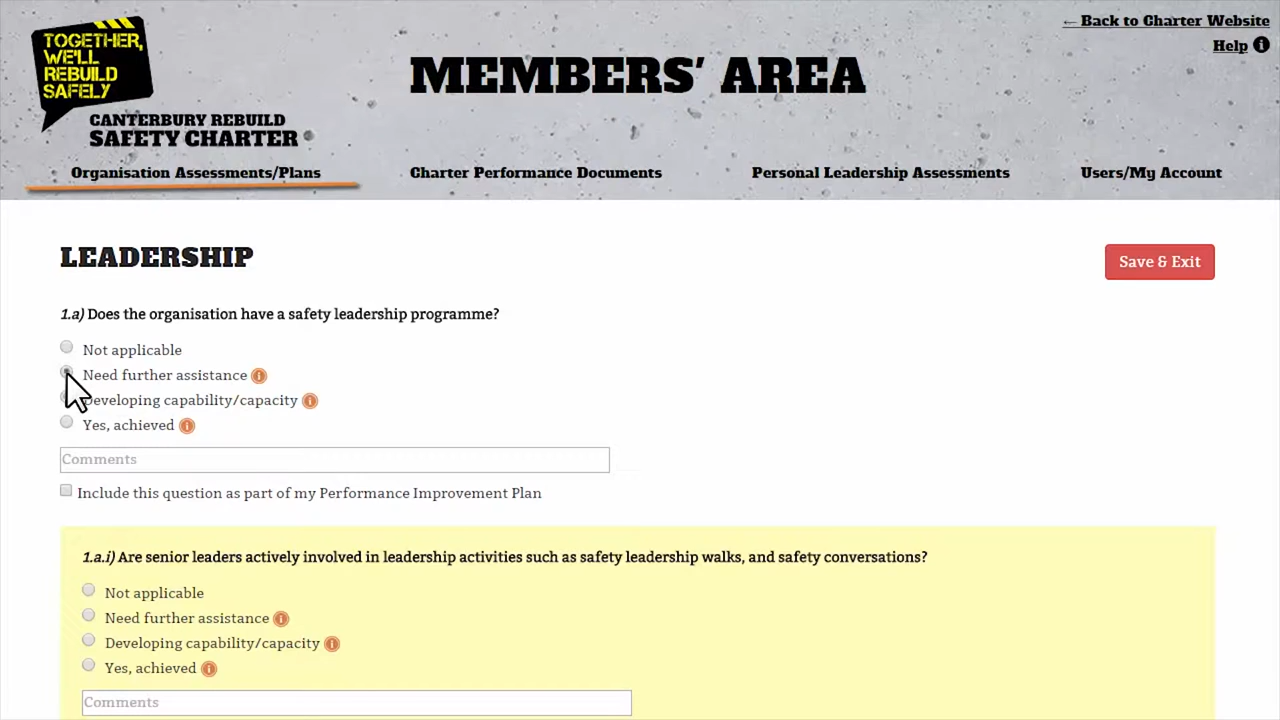 ← Back to Charter Website
Help
TOGETHER,
WE'LL
REBUILD
SAFELY
CANTERBURY REBUILD
SAFETY CHARTER
MEMBERS' AREA
Organisation Assessments/Plans
Charter Performance Documents
Personal Leadership Assessments
Users/My Account
LEADERSHIP
Save & Exit
1.a) Does the organisation have a safety leadership programme?
Not applicable
Need further assistance
Developing capability/capacity
Yes, achieved
Comments
Include this question as part of my Performance Improvement Plan
1.a.i) Are senior leaders actively involved in leadership activities such as safety leadership walks, and safety conversations?
Not applicable
Need further assistance
Developing capability/capacity
Yes, achieved
Comments